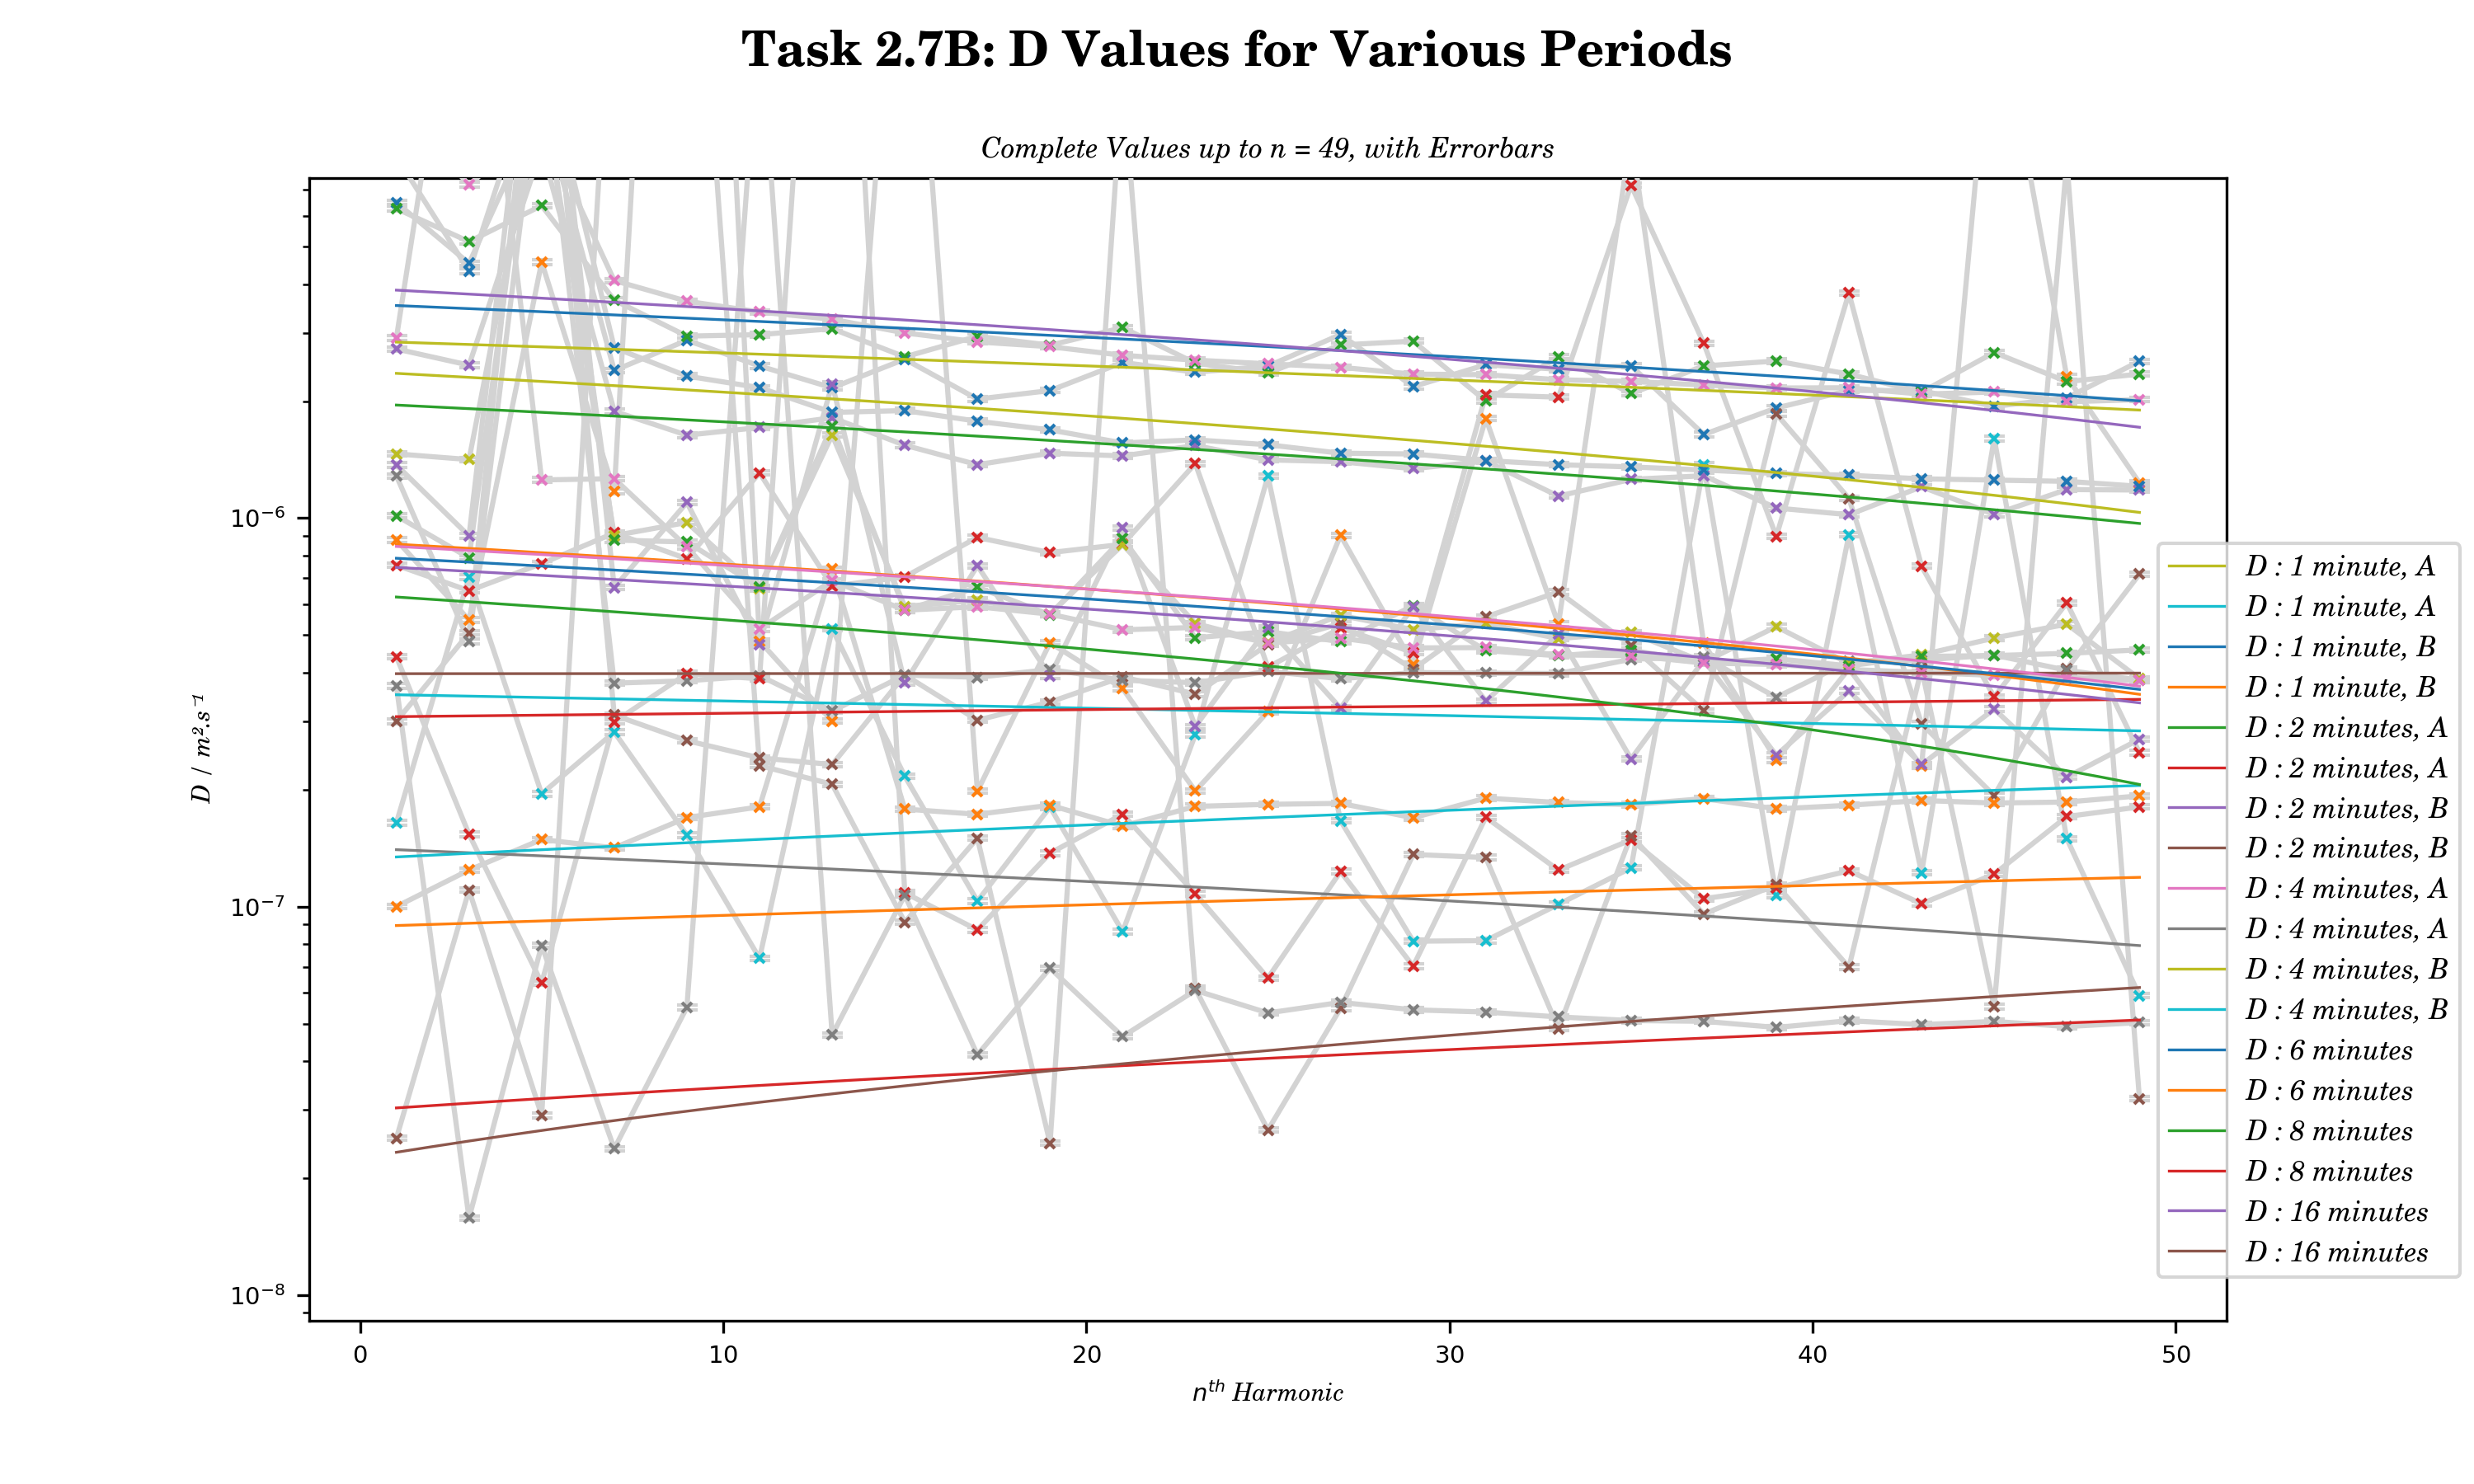 Task 2.7B: D Values for Various Periods
Complete Values up to n = 49, with Errorbars
D / m².s⁻¹
10⁻⁶
10⁻⁷
10⁻⁸
0 10 20 30 40 50
nᵗʰ Harmonic
D : 1 minute, A
D : 1 minute, A
D : 1 minute, B
D : 1 minute, B
D : 2 minutes, A
D : 2 minutes, A
D : 2 minutes, B
D : 2 minutes, B
D : 4 minutes, A
D : 4 minutes, A
D : 4 minutes, B
D : 4 minutes, B
D : 6 minutes
D : 6 minutes
D : 8 minutes
D : 8 minutes
D : 16 minutes
D : 16 minutes